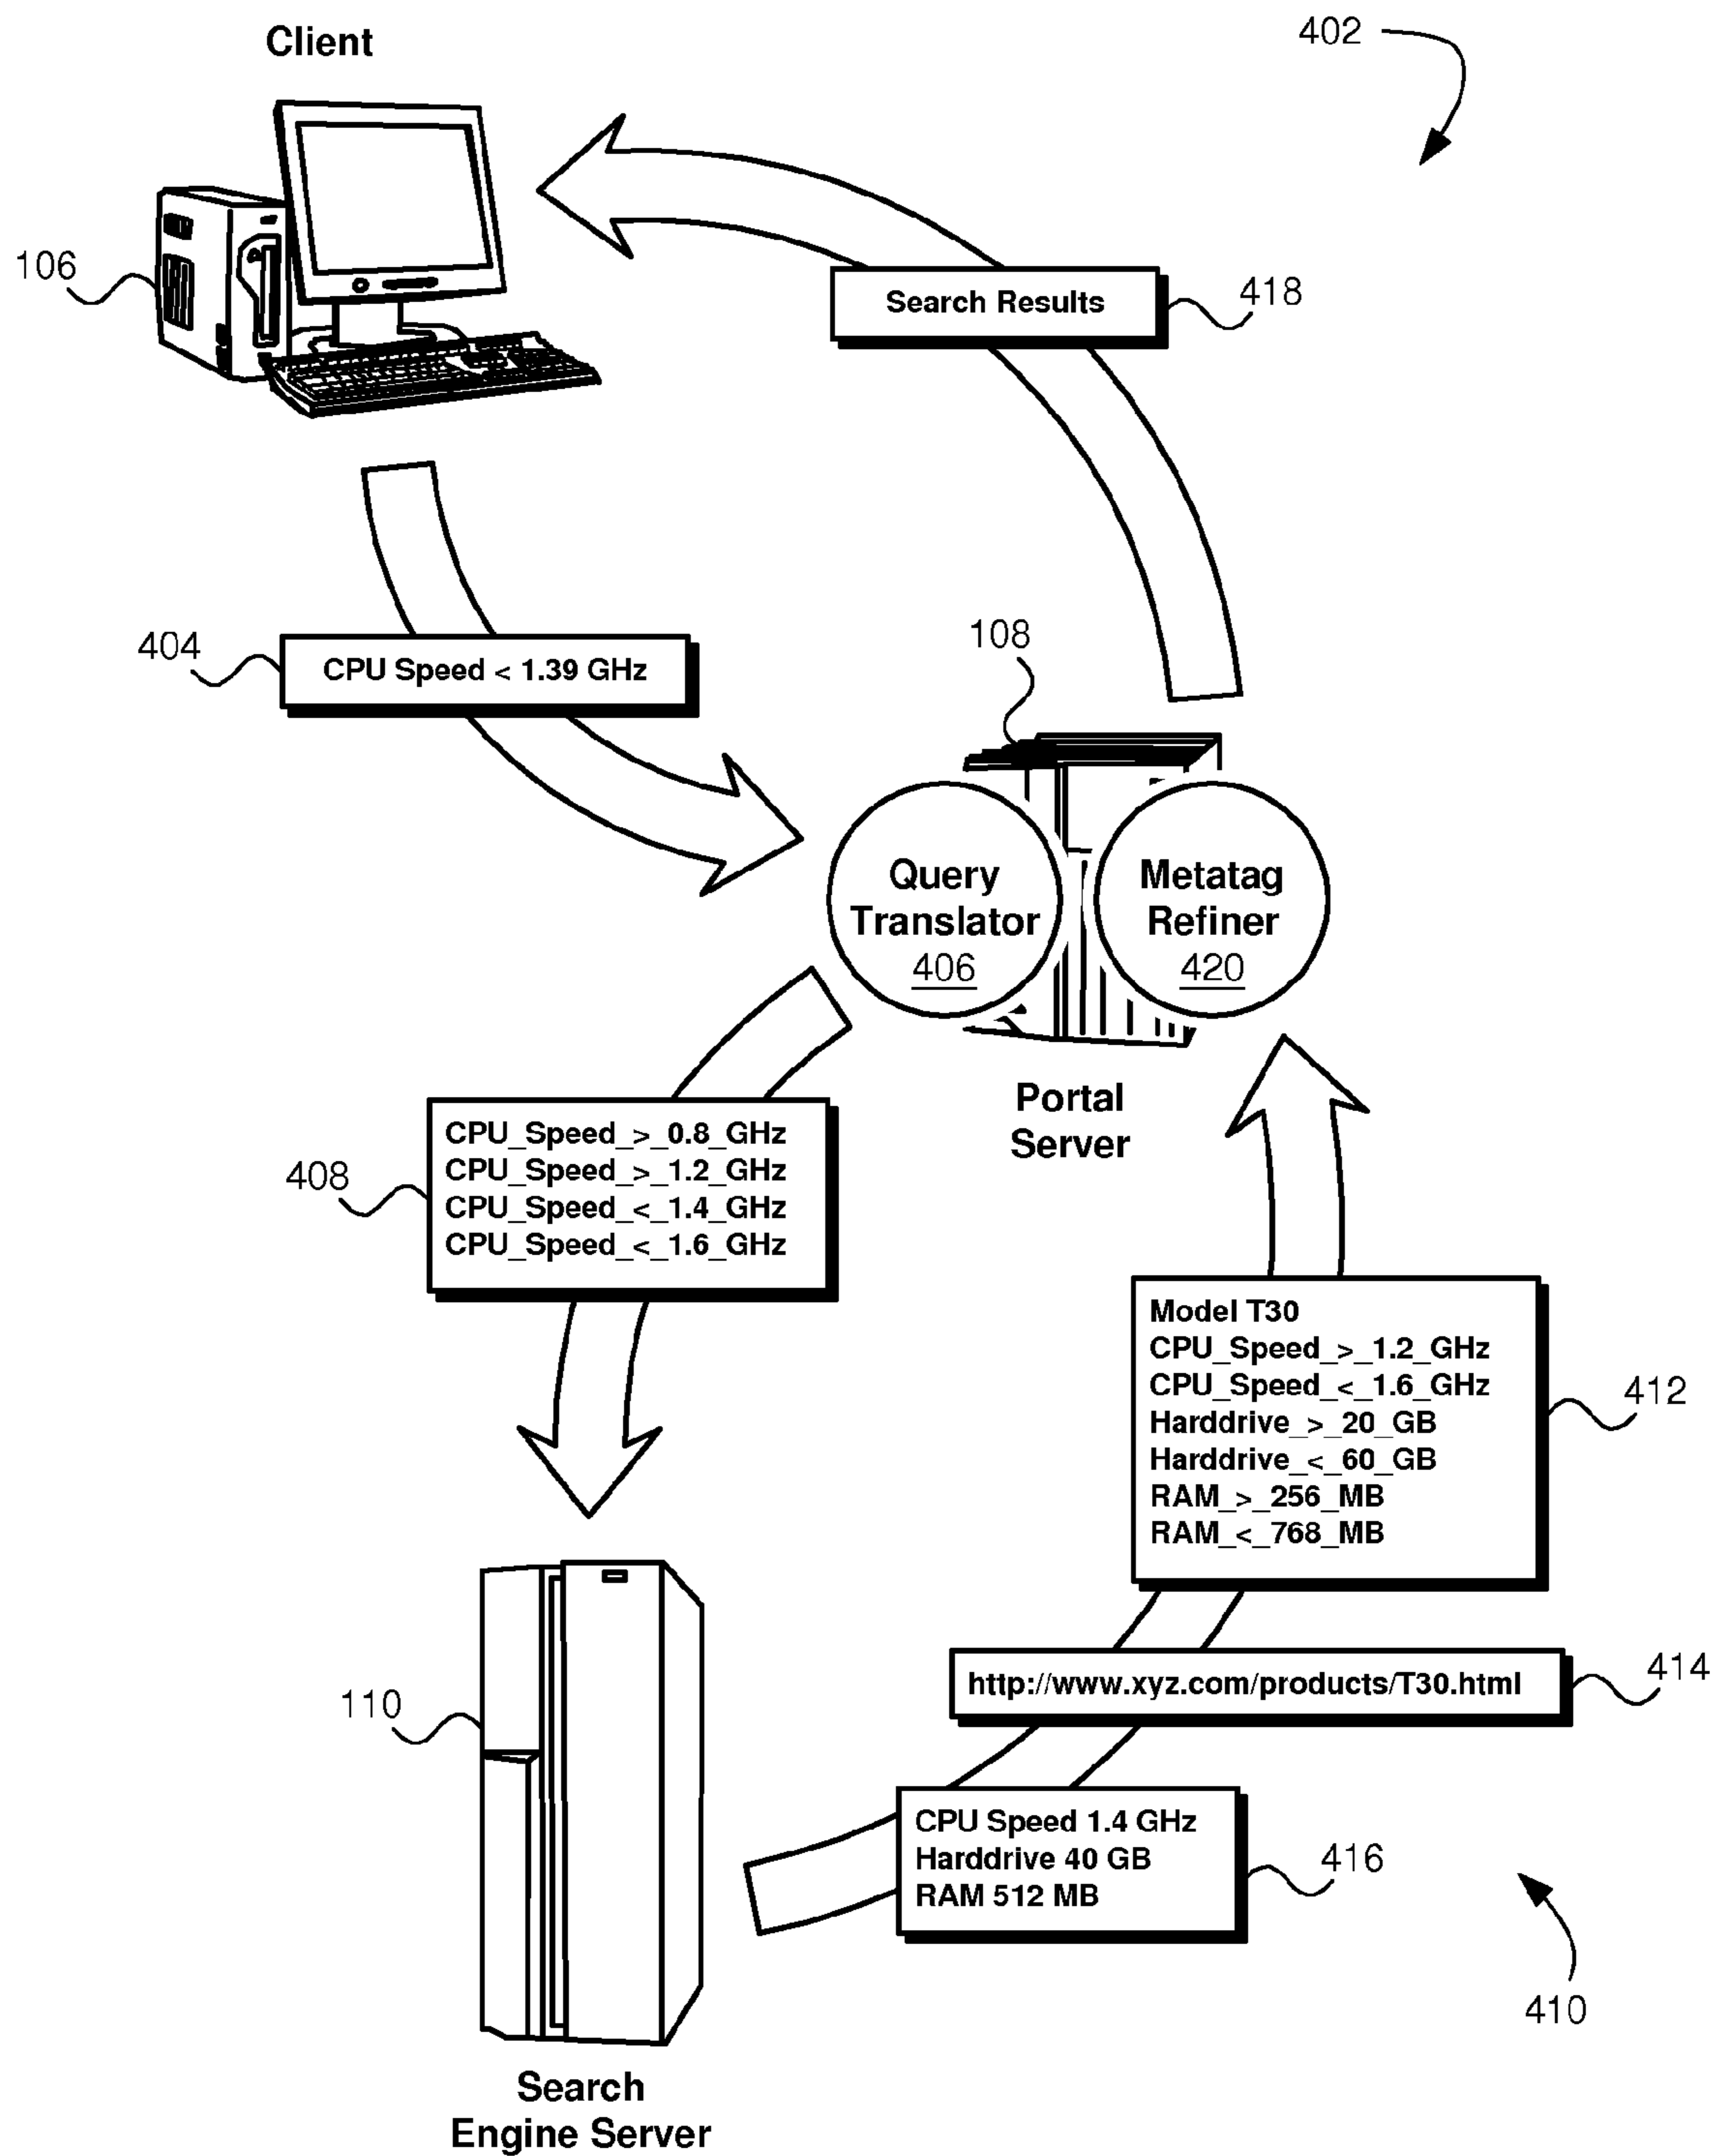 Client
402
106
Search Results
418
404
CPU Speed < 1.39 GHz
108
Query
Translator
406
Metatag
Refiner
420
Portal
Server
408
CPU_Speed_>_0.8_GHz
CPU_Speed_>_1.2_GHz
CPU_Speed_<_1.4_GHz
CPU_Speed_<_1.6_GHz
Model T30
CPU_Speed_>_1.2_GHz
CPU_Speed_<_1.6_GHz
Harddrive_>_20_GB
Harddrive_<_60_GB
RAM_>_256_MB
RAM_<_768_MB
412
http://www.xyz.com/products/T30.html
414
110
CPU Speed 1.4 GHz
Harddrive 40 GB
RAM 512 MB
416
410
Search
Engine Server